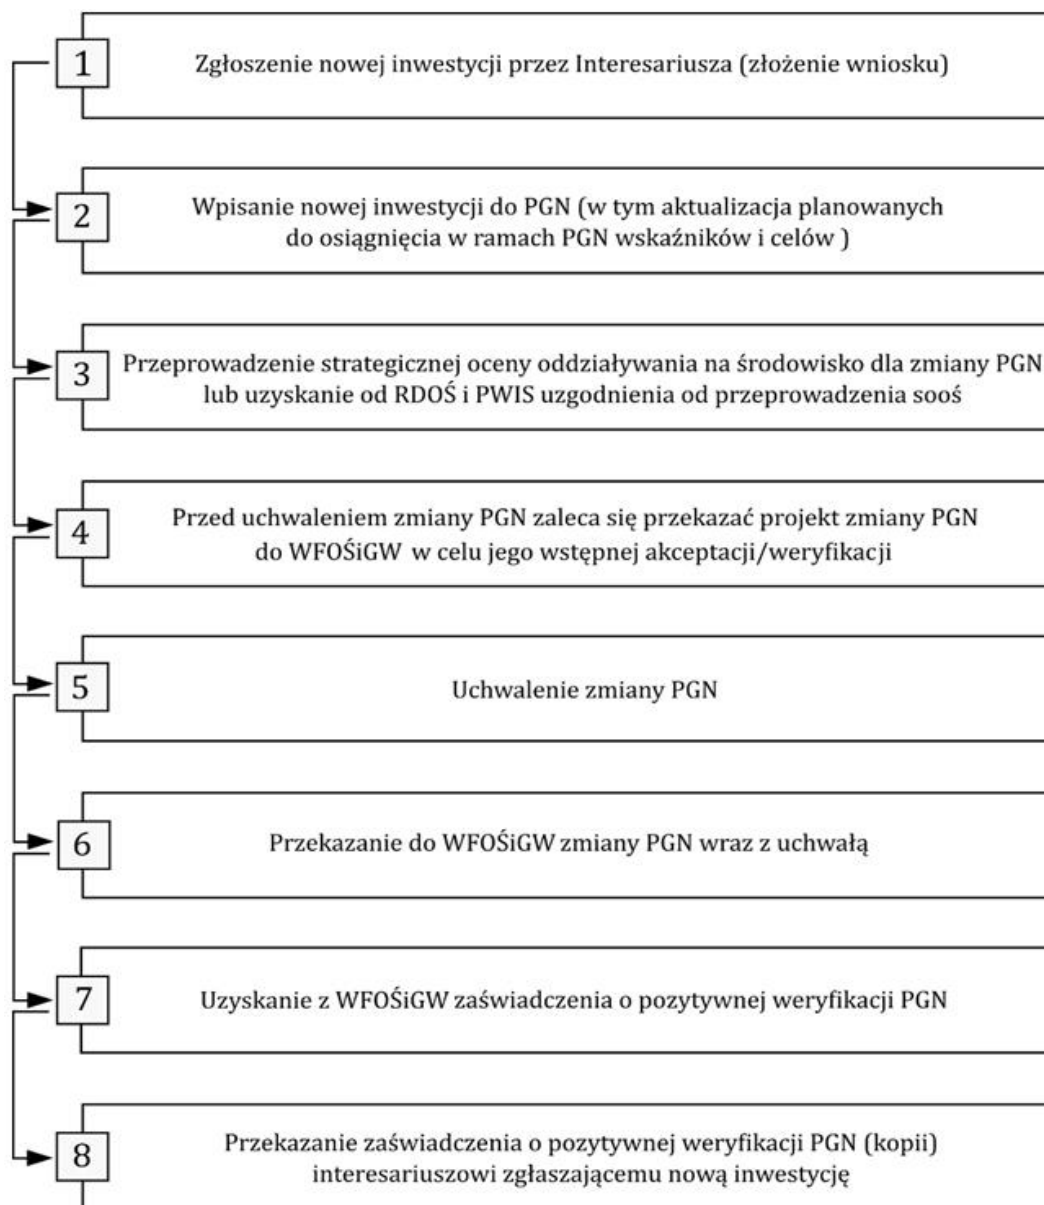 1
Zgłoszenie nowej inwestycji przez Interesariusza (złożenie wniosku)
2
Wpisanie nowej inwestycji do PGN (w tym aktualizacja planowanych
do osiągnięcia w ramach PGN wskaźników i celów )
3
Przeprowadzenie strategicznej oceny oddziaływania na środowisko dla zmiany PGN
lub uzyskanie od RDOŚ i PWIS uzgodnienia od przeprowadzenia sooś
4
Przed uchwaleniem zmiany PGN zaleca się przekazać projekt zmiany PGN
do WFOŚiGW w celu jego wstępnej akceptacji/weryfikacji
5
Uchwalenie zmiany PGN
6
Przekazanie do WFOŚiGW zmiany PGN wraz z uchwałą
7
Uzyskanie z WFOŚiGW zaświadczenia o pozytywnej weryfikacji PGN
8
Przekazanie zaświadczenia o pozytywnej weryfikacji PGN (kopii)
interesariuszowi zgłaszającemu nową inwestycję